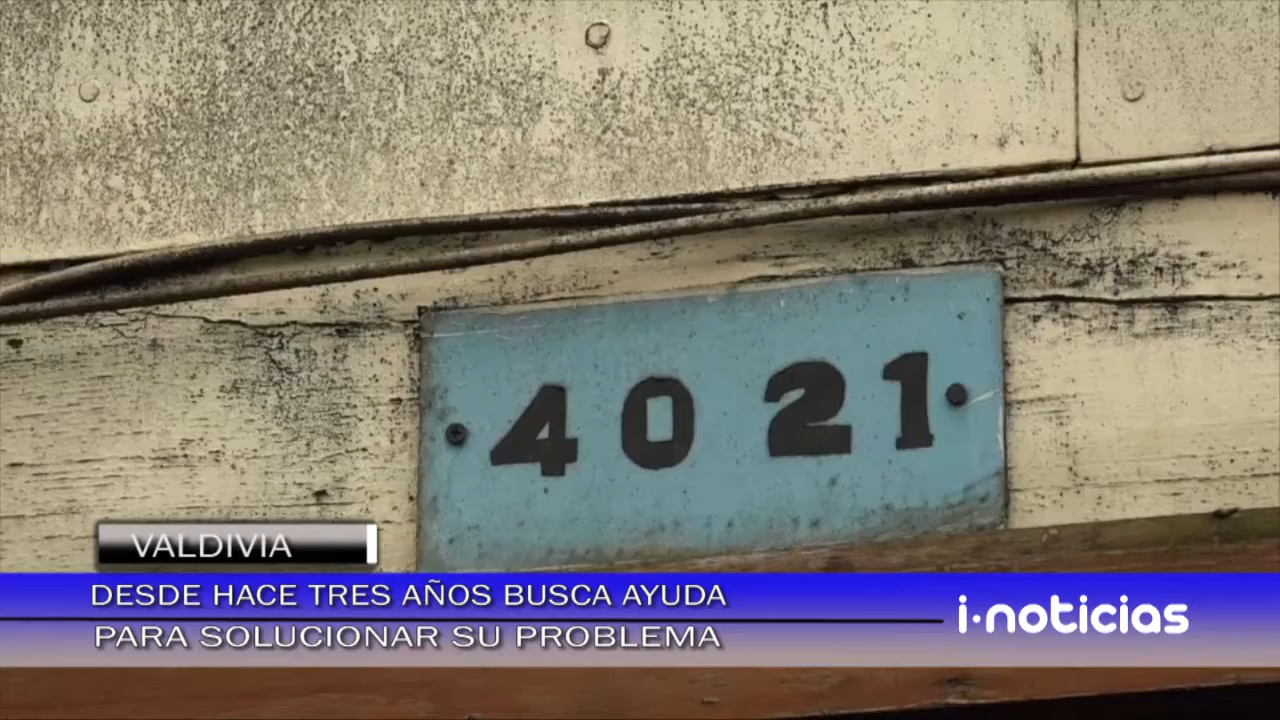 4021
VALDIVIA
DESDE HACE TRES AÑOS BUSCA AYUDA
PARA SOLUCIONAR SU PROBLEMA
i·noticias